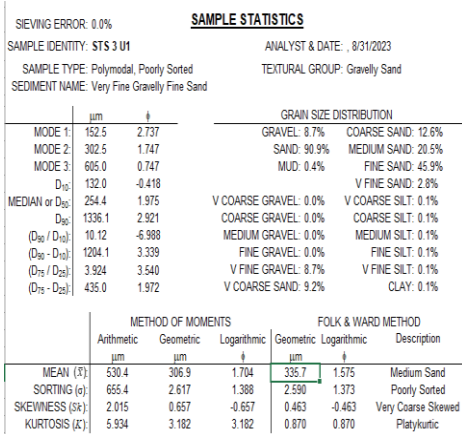 SAMPLE STATISTICS
SIEVING ERROR: 0.0%
SAMPLE IDENTITY: STS 3 U1 ANALYST & DATE: , 8/31/2023
SAMPLE TYPE: Polymodal, Poorly Sorted TEXTURAL GROUP: Gravelly Sand
SEDIMENT NAME: Very Fine Gravelly Fine Sand
µm ϕ GRAIN SIZE DISTRIBUTION
MODE 1: 152.5 2.737 GRAVEL: 8.7% COARSE SAND: 12.6%
MODE 2: 302.5 1.747 SAND: 90.9% MEDIUM SAND: 20.5%
MODE 3: 605.0 0.747 MUD: 0.4% FINE SAND: 45.9%
D10: 132.0 -0.418 V FINE SAND: 2.8%
MEDIAN or D50: 254.4 1.975 V COARSE GRAVEL: 0.0% V COARSE SILT: 0.1%
D90: 1336.1 2.921 COARSE GRAVEL: 0.0% COARSE SILT: 0.1%
(D90 / D10): 10.12 -6.988 MEDIUM GRAVEL: 0.0% MEDIUM SILT: 0.1%
(D90 - D10): 1204.1 3.339 FINE GRAVEL: 0.0% FINE SILT: 0.1%
(D75 / D25): 3.924 3.540 V FINE GRAVEL: 8.7% V FINE SILT: 0.1%
(D75 - D25): 435.0 1.972 V COARSE SAND: 9.2% CLAY: 0.1%
METHOD OF MOMENTS FOLK & WARD METHOD
Arithmetic Geometric Logarithmic Geometric Logarithmic Description
µm µm ϕ µm ϕ
MEAN (x̄): 530.4 306.9 1.704 335.7 1.575 Medium Sand
SORTING (σ): 655.4 2.617 1.388 2.590 1.373 Poorly Sorted
SKEWNESS (Sk): 2.015 0.657 -0.657 0.463 -0.463 Very Coarse Skewed
KURTOSIS (K): 5.934 3.182 3.182 0.870 0.870 Platykurtic